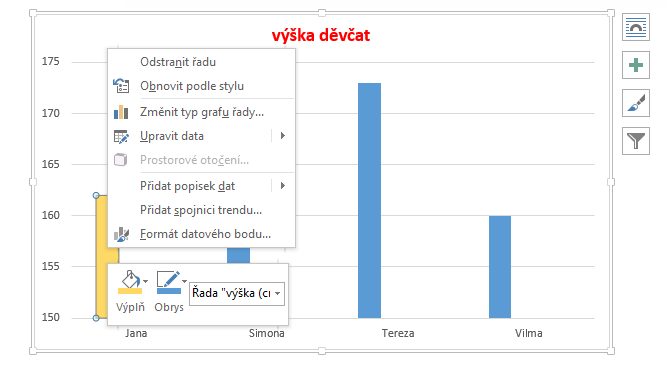 výška děvčat
175
170
165
160
155
150
Odstranit řadu
Obnovit podle stylu
Změnit typ grafu řady...
Upravit data
Prostorové otočení...
Přidat popisek dat
Přidat spojnici trendu...
Formát datového bodu...
Výplň
Obrys
Řada "výška (c
Jana
Simona
Tereza
Vilma